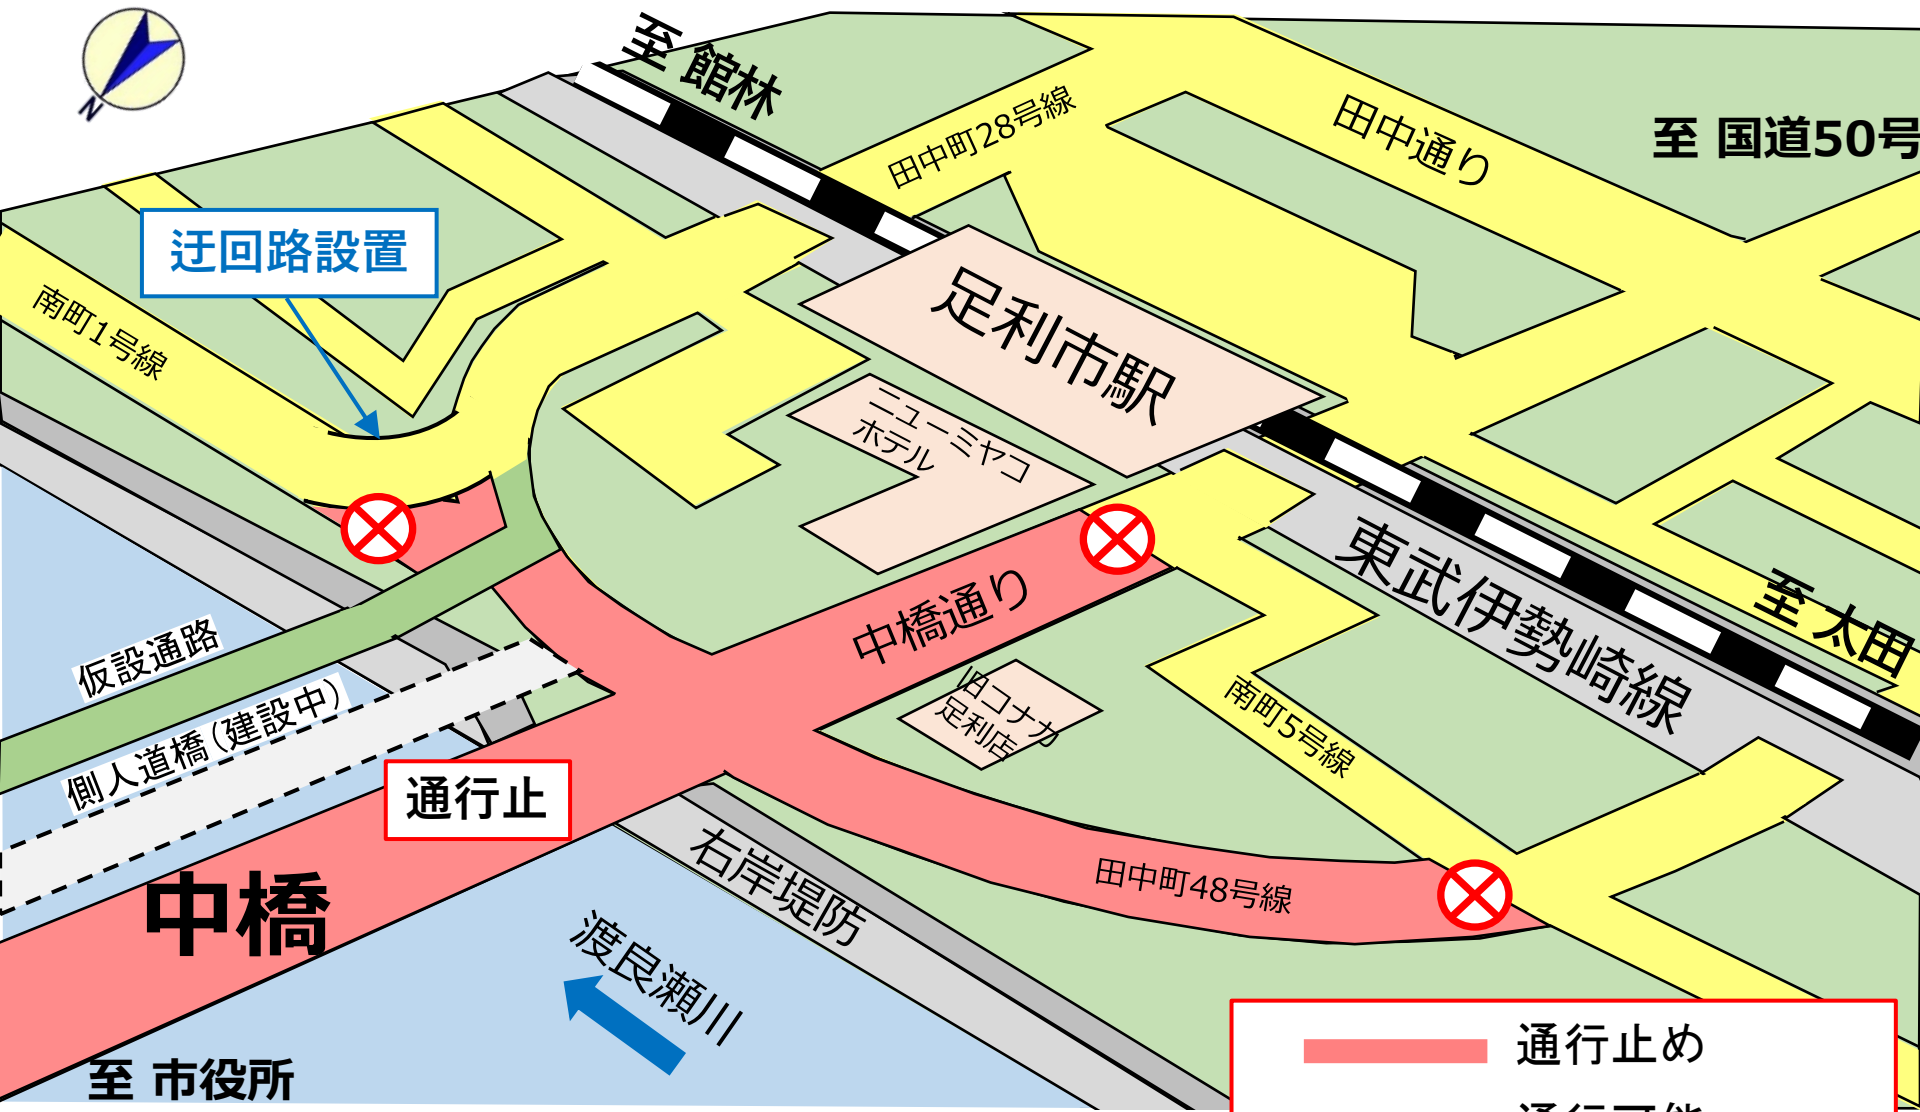 N
至 館林
田中町28号線
田中通り
至 国道50号
迂回路設置
南町1号線
足利市駅
ニューミヤコ
ホテル
東武伊勢崎線
至 太田
中橋通り
仮設通路
側人道橋(建設中)
旧コナカ
足利店
南町5号線
通行止
中橋
右岸堤防
田中町48号線
渡良瀬川
至 市役所
通行止め
通行可能